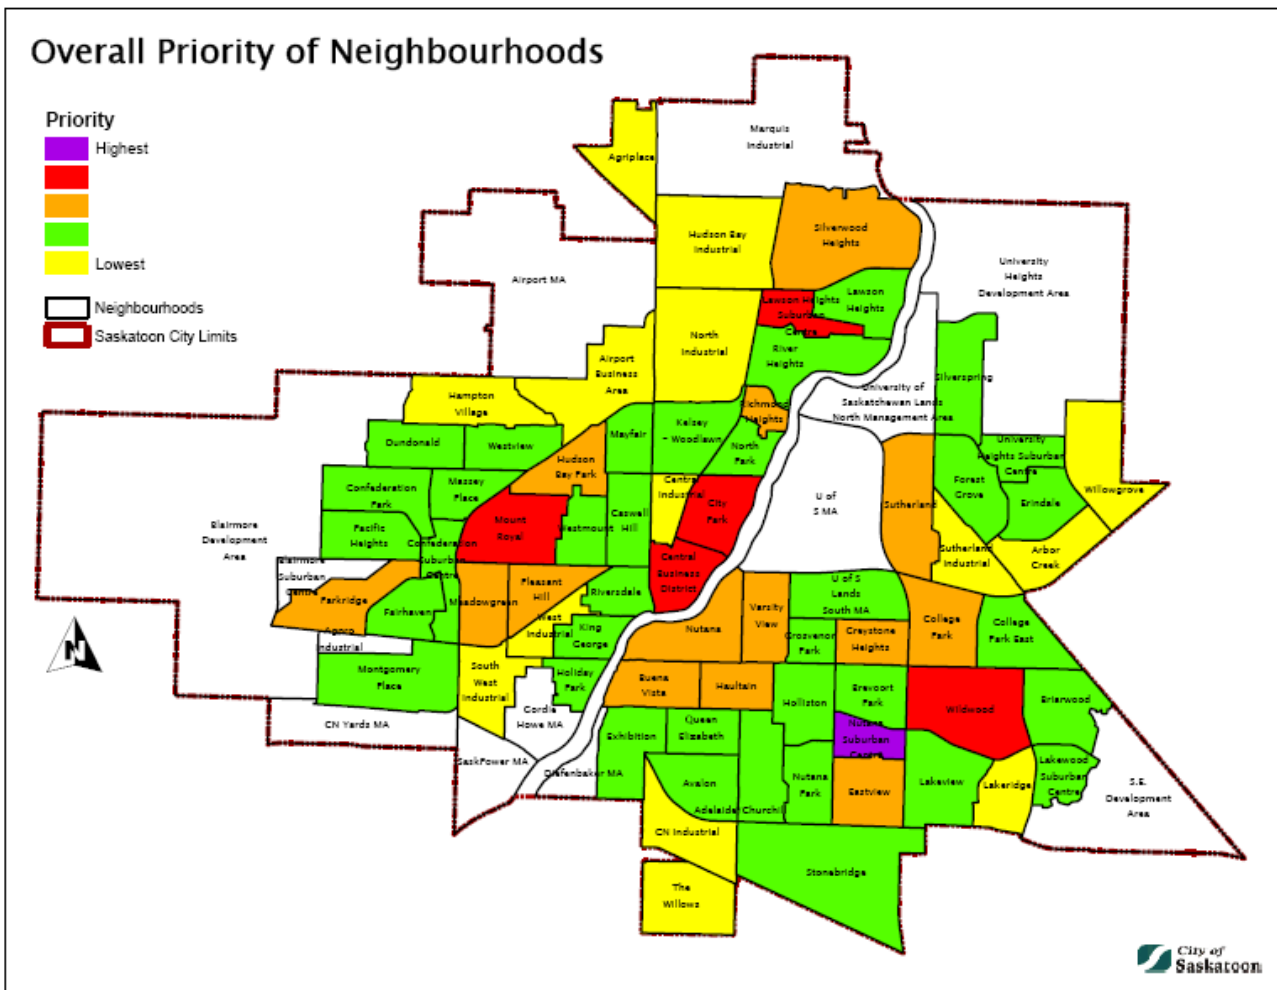 Overall Priority of Neighbourhoods
Priority
Highest
Lowest
Neighbourhoods
Saskatoon City Limits
Marquis
Industrial
Agriplace
Hudson Bay
Industrial
Silverwood
Heights
University
Heights
Development Area
Airport MA
Lawson Heights
Suburban
Centre
Lawson
Heights
North
Industrial
River
Heights
Airport
Business
Area
Silverspring
University of
Saskatchewan Lands
North Management Area
Hampton
Village
Richmond
Heights
Mayfair
Kelsey
- Woodlawn
North
Park
Dundonald
Westview
Hudson
Bay Park
University
Heights Suburban
Centre
Forest
Grove
Erindale
Willowgrove
Massey
Place
Confederation
Park
Central
Industrial
City
Park
U of
S MA
Sutherland
Blairmore
Development
Area
Pacific
Heights
Confederation
Suburban
Centre
Mount
Royal
Westmount
Caswell
Hill
Sutherland
Industrial
Arbor
Creek
Blairmore
Suburban
Centre
Central
Business
District
Parkridge
Fairhaven
Meadowgreen
Pleasant
Hill
Riversdale
U of S
Lands
South MA
West
Industrial
King
George
Nutana
Varsity
View
Grosvenor
Park
Greystone
Heights
College
Park
College
Park East
Agpro
Industrial
Montgomery
Place
South
West
Industrial
Holiday
Park
Buena
Vista
Haultain
Holliston
Brevoort
Park
Wildwood
Briarwood
CN Yards MA
Gordie
Howe MA
Exhibition
Queen
Elizabeth
Nutana
Suburban
Centre
SaskPower MA
Diefenbaker MA
Avalon
Adelaide Churchill
Nutana
Park
Eastview
Lakeview
Lakeridge
Lakewood
Suburban
Centre
S.E.
Development
Area
CN Industrial
Stonebridge
The
Willows
N
City of
Saskatoon